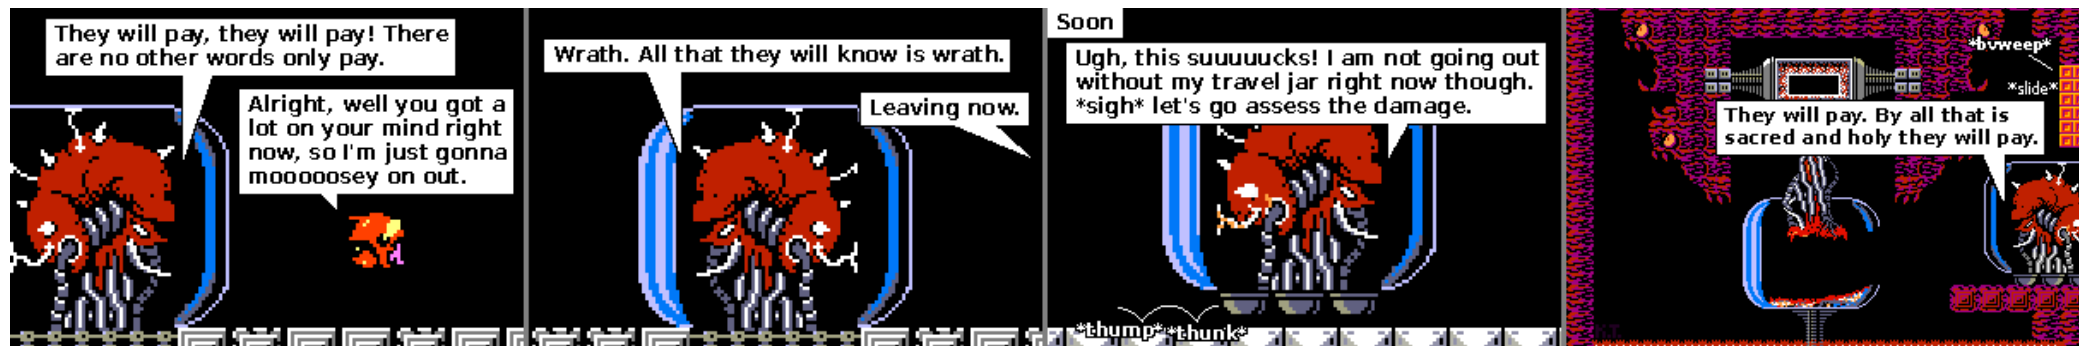 They will pay, they will pay! There
are no other words only pay.
Alright, well you got a
lot on your mind right
now, so I'm just gonna
mooooosey on out.
Wrath. All that they will know is wrath.
Leaving now.
Soon
Ugh, this suuuuucks! I am not going out
without my travel jar right now though.
*sigh* let's go assess the damage.
*thump*
*thunk*
*bvweep*
*slide*
They will pay. By all that is
sacred and holy they will pay.